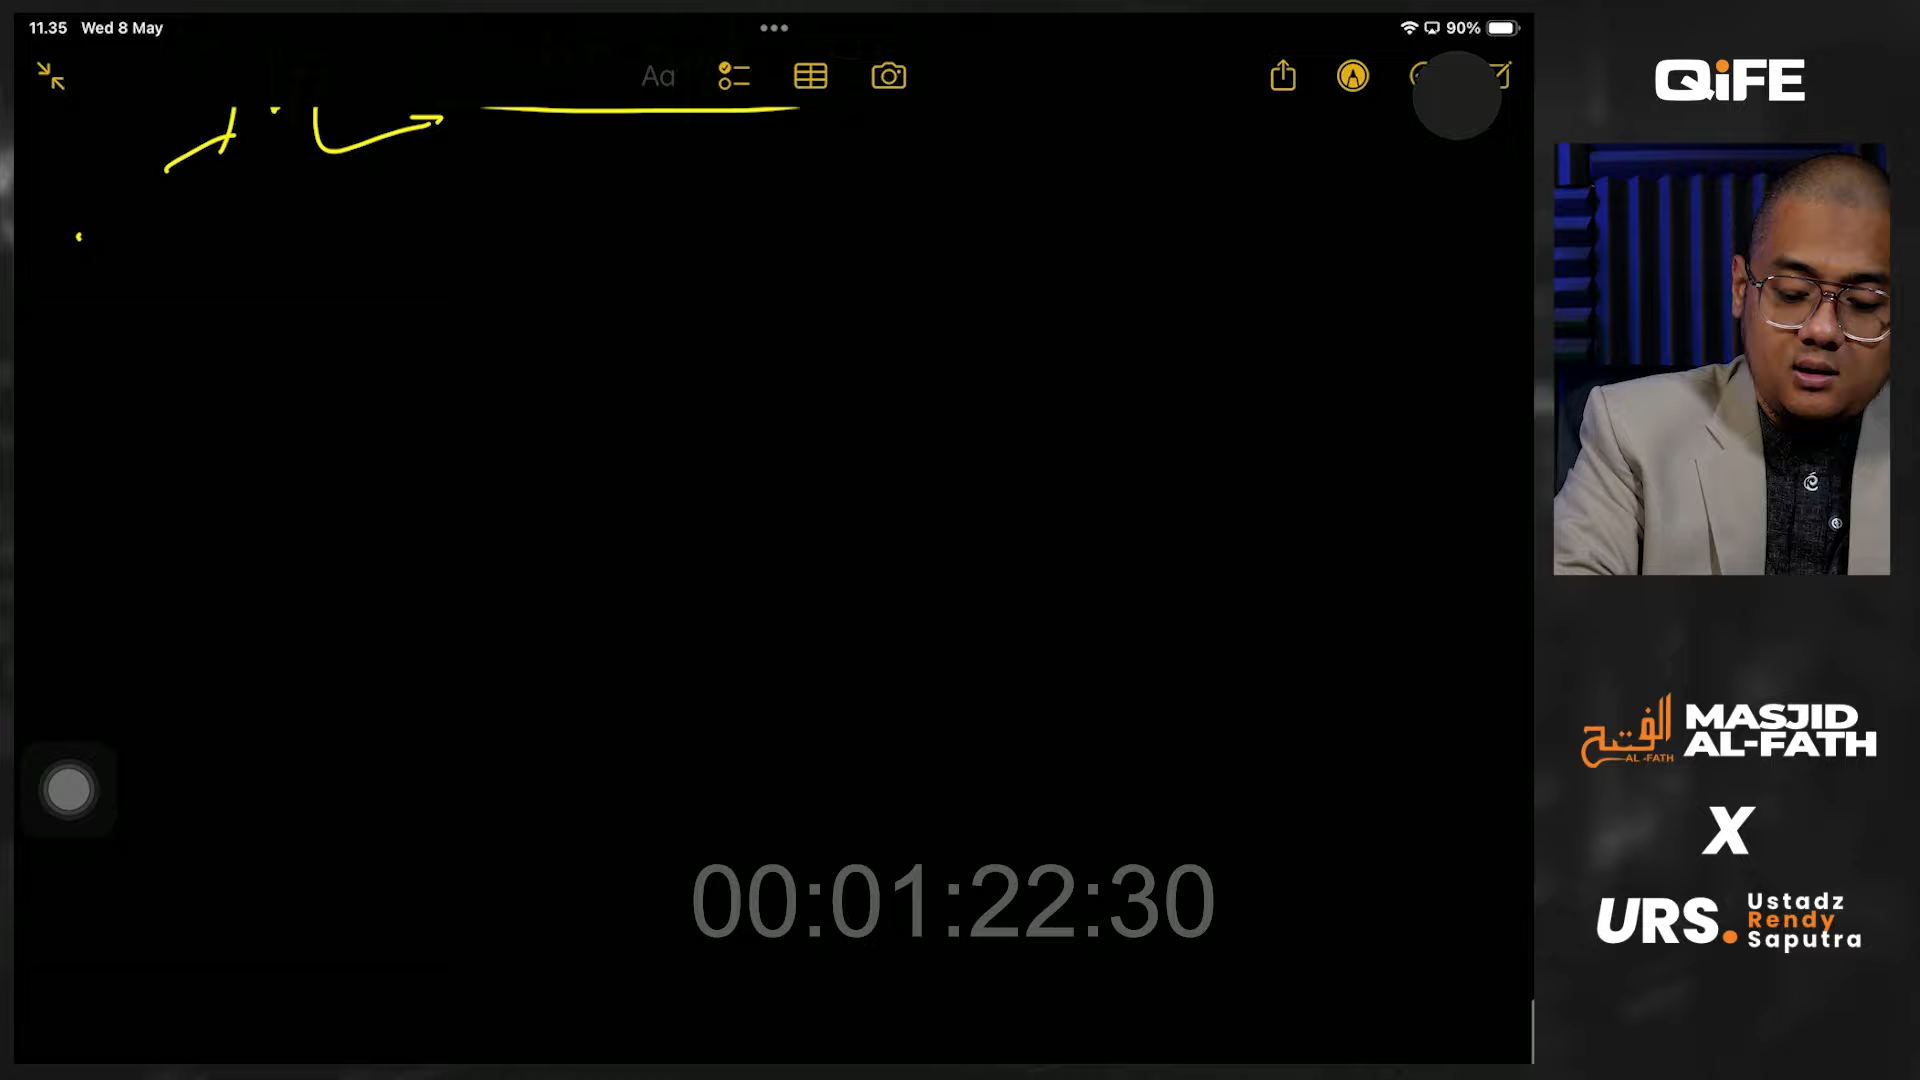 11.35 Wed 8 May
90%
Aa
QiFE
الفتح
AL-FATH
MASJID
AL-FATH
X
URS.
Ustadz
Rendy
Saputra
00:01:22:30